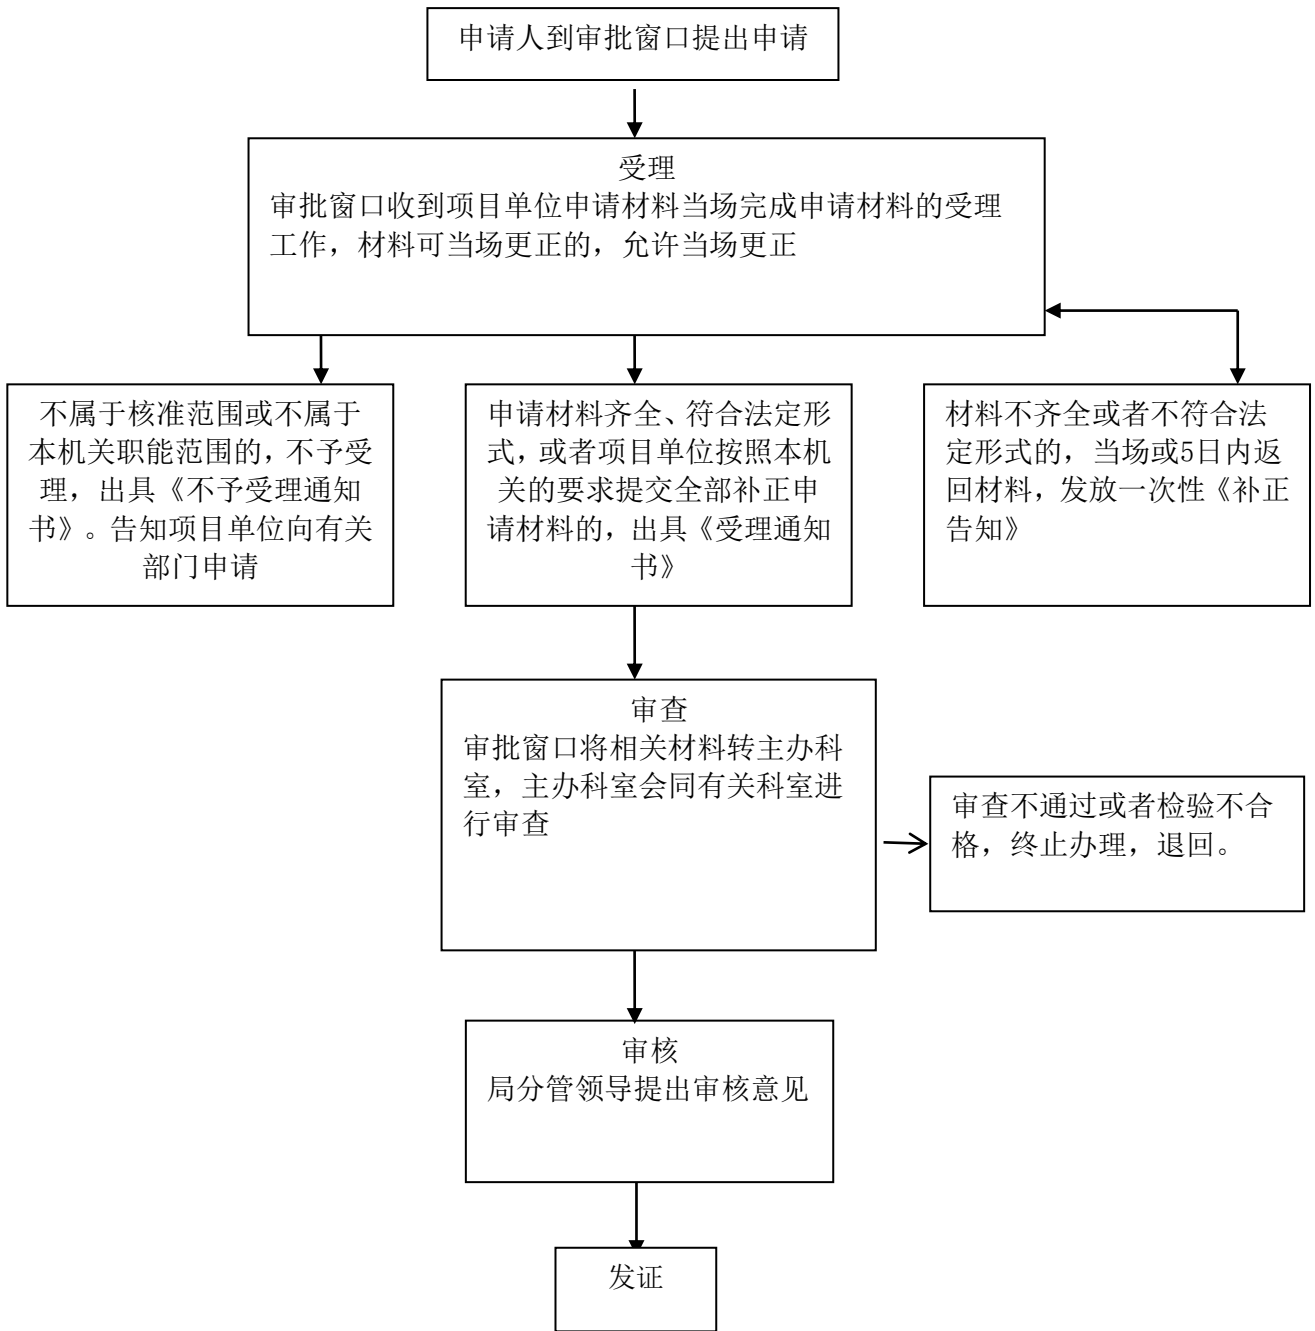 申请人到审批窗口提出申请
受理
审批窗口收到项目单位申请材料当场完成申请材料的受理
工作，材料可当场更正的，允许当场更正
不属于核准范围或不属于
本机关职能范围的，不予受
理，出具《不予受理通知
书》。告知项目单位向有关
部门申请
申请材料齐全、符合法定形
式，或者项目单位按照本机
关的要求提交全部补正申
请材料的，出具《受理通知
书》
材料不齐全或者不符合法
定形式的，当场或5日内返
回材料，发放一次性《补正
告知》
审查
审批窗口将相关材料转主办科
室，主办科室会同有关科室进
行审查
审查不通过或者检验不合
格，终止办理，退回。
审核
局分管领导提出审核意见
发证